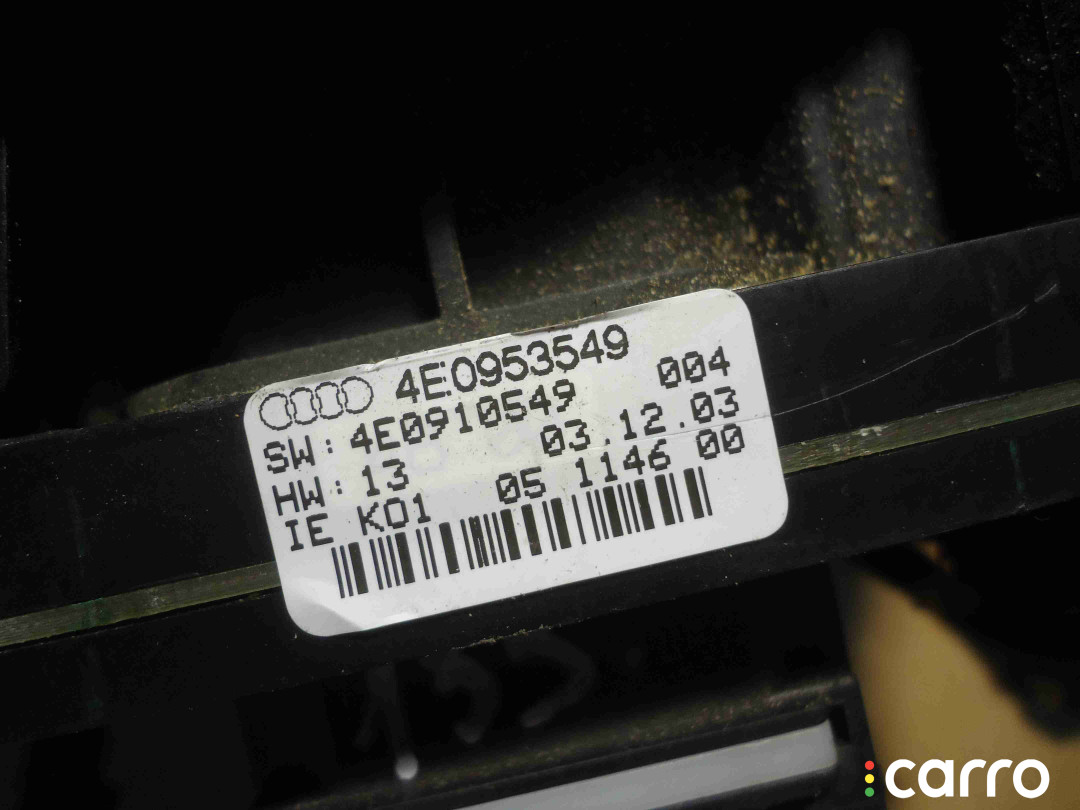 4E0953549
SW: 4E0910549 004
HW: 13 03.12.03
IE K01 05 1146 00
carro